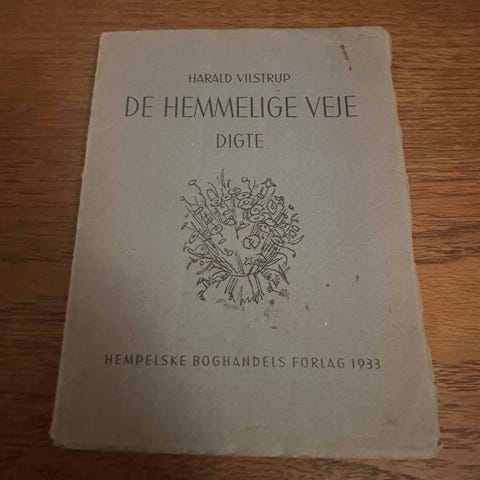 HARALD VILSTRUP
DE HEMMELIGE VEJE
DIGTE
HEMPELSKE BOGHANDELS FORLAG 1933